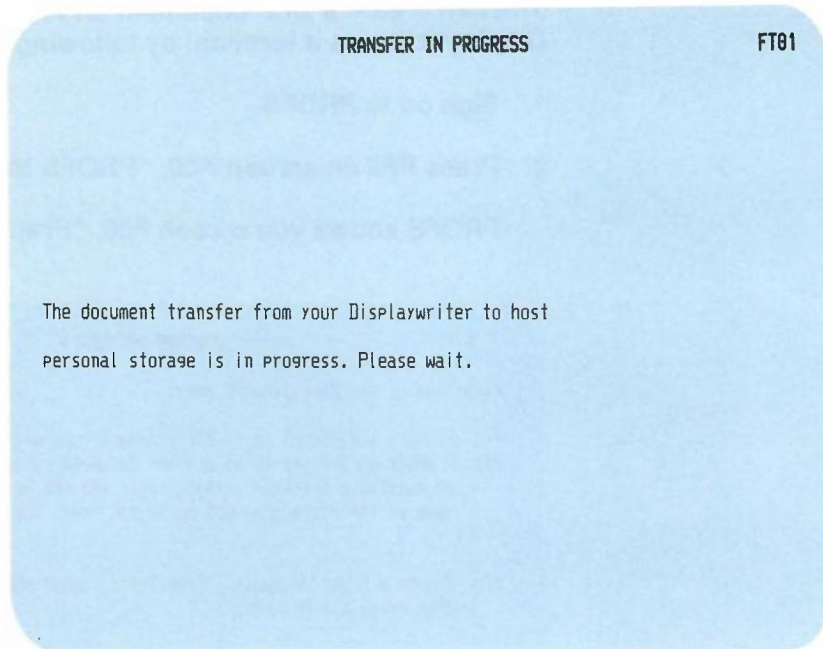 TRANSFER IN PROGRESS FT01
The document transfer from your Displaywriter to host
personal storage is in progress. Please wait.